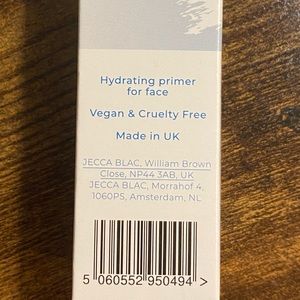 Hydrating primer
for face
Vegan & Cruelty Free
Made in UK
JECCA BLAC, William Brown
Close, NP44 3AB, UK
JECCA BLAC, Morrahof 4,
1060PS, Amsterdam, NL
5 060552 950494 >